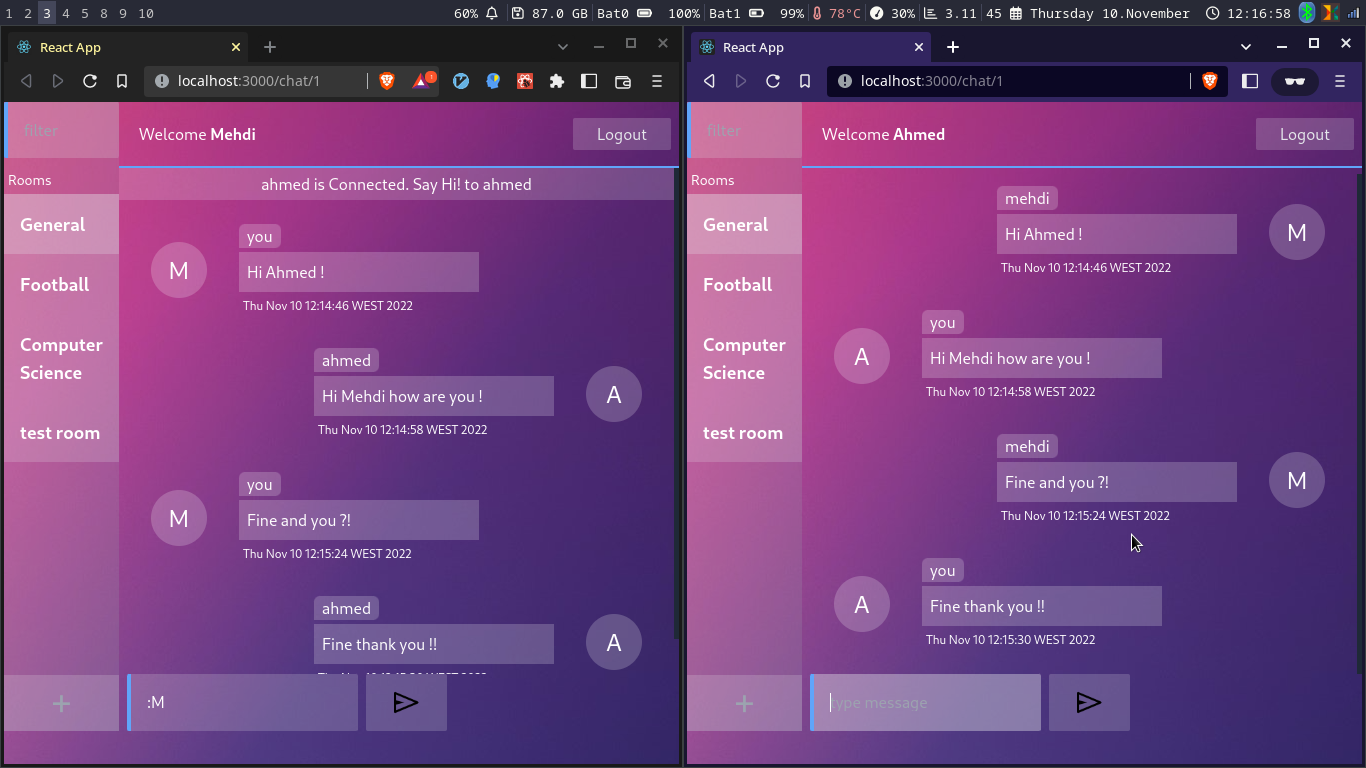 1 2 3 4 5 6 7 8 9 10
60% 87.0 GB Bat0 100% Bat1 99% 78°C 30% 3.11 45 Thursday 10.November 12:16:58
React App
localhost:3000/chat/1
filter
Welcome Mehdi
Logout
Rooms
General
Football
Computer
Science
test room
+
ahmed is Connected. Say Hi! to ahmed
you
M
Hi Ahmed !
Thu Nov 10 12:14:46 WEST 2022
ahmed
Hi Mehdi how are you !
A
Thu Nov 10 12:14:58 WEST 2022
you
M
Fine and you ?!
Thu Nov 10 12:15:24 WEST 2022
ahmed
Fine thank you !!
A
:M
React App
localhost:3000/chat/1
filter
Welcome Ahmed
Logout
Rooms
General
Football
Computer
Science
test room
+
mehdi
Hi Ahmed !
M
Thu Nov 10 12:14:46 WEST 2022
you
A
Hi Mehdi how are you !
Thu Nov 10 12:14:58 WEST 2022
mehdi
Fine and you ?!
M
Thu Nov 10 12:15:24 WEST 2022
you
A
Fine thank you !!
Thu Nov 10 12:15:30 WEST 2022
type message